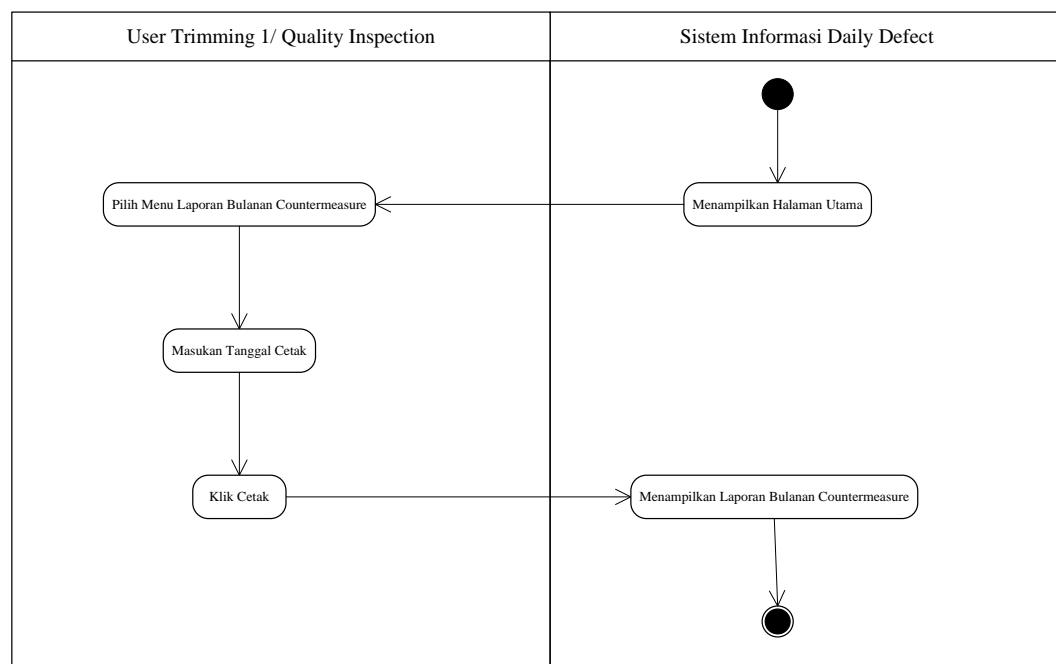 User Trimming 1/ Quality Inspection
Sistem Informasi Daily Defect
Menampilkan Halaman Utama
Pilih Menu Laporan Bulanan Countermeasure
Masukan Tanggal Cetak
Klik Cetak
Menampilkan Laporan Bulanan Countermeasure